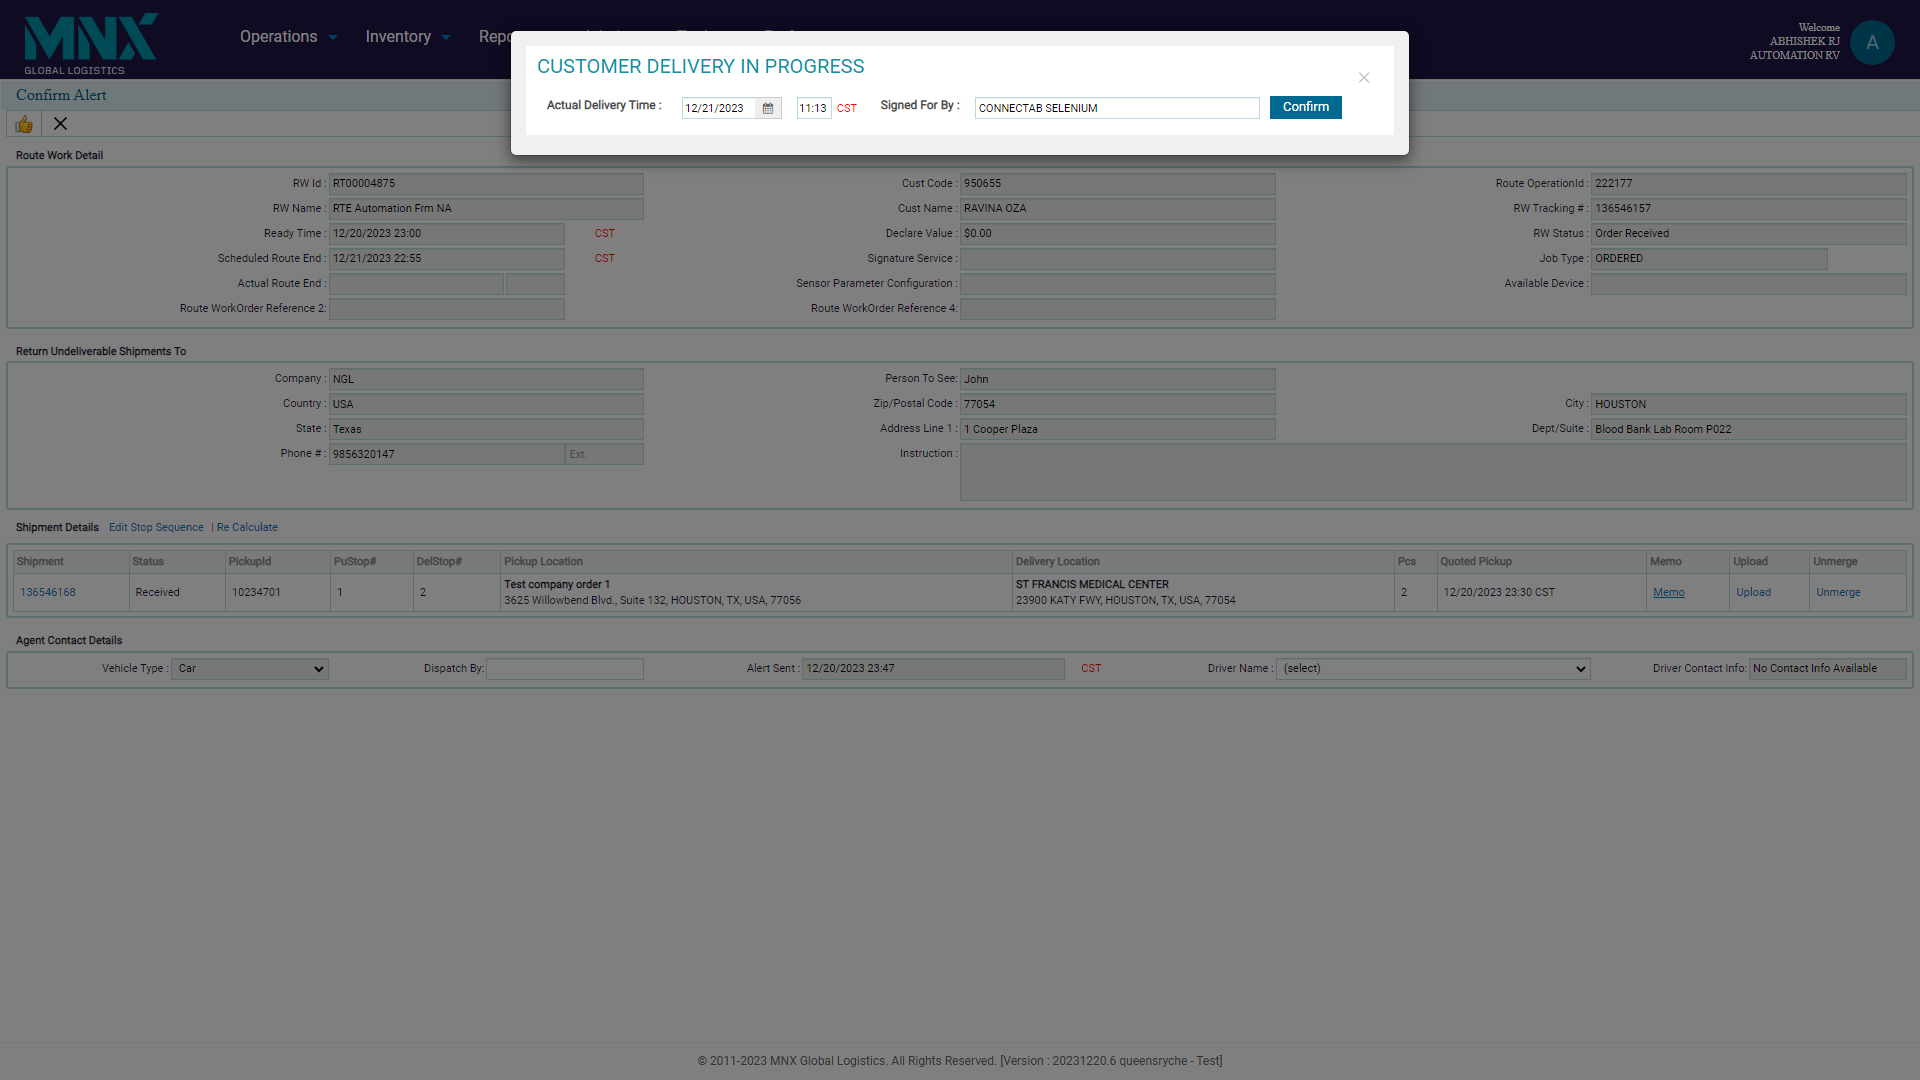 MNX
GLOBAL LOGISTICS
Operations Inventory
Welcome
ABHISHEK RJ
AUTOMATION RV
A
CUSTOMER DELIVERY IN PROGRESS
Actual Delivery Time : 12/21/2023 11:13 CST Signed For By : CONNECTAB SELENIUM Confirm
Confirm Alert
Route Work Detail
RW Id : RT00004875 Cust Code : 950655 Route OperationId : 222177
RW Name : RTE Automation Frm NA Cust Name : RAVINA OZA RW Tracking # : 136546157
Ready Time : 12/20/2023 23:00 CST Declare Value : $0.00 RW Status : Order Received
Scheduled Route End : 12/21/2023 22:55 CST Signature Service : Job Type : ORDERED
Actual Route End : Sensor Parameter Configuration : Available Device :
Route WorkOrder Reference 2: Route WorkOrder Reference 4:
Return Undeliverable Shipments To
Company : NGL Person To See: John
Country : USA Zip/Postal Code : 77054 City : HOUSTON
State : Texas Address Line 1 : 1 Cooper Plaza Dept/Suite : Blood Bank Lab Room P022
Phone # : 9856320147 Ext. Instruction :
Shipment Details Edit Stop Sequence | Re Calculate
Shipment Status PickupId PuStop# DelStop# Pickup Location Delivery Location Pcs Quoted Pickup Memo Upload Unmerge
136546168 Received 10234701 1 2 Test company order 1 ST FRANCIS MEDICAL CENTER 2 12/20/2023 23:30 CST Memo Upload Unmerge
3625 Willowbend Blvd., Suite 132, HOUSTON, TX, USA, 77056 23900 KATY FWY, HOUSTON, TX, USA, 77054
Agent Contact Details
Vehicle Type : Car Dispatch By: Alert Sent : 12/20/2023 23:47 CST Driver Name : (select) Driver Contact Info: No Contact Info Available
© 2011-2023 MNX Global Logistics. All Rights Reserved. [Version : 20231220.6 queensryche - Test]